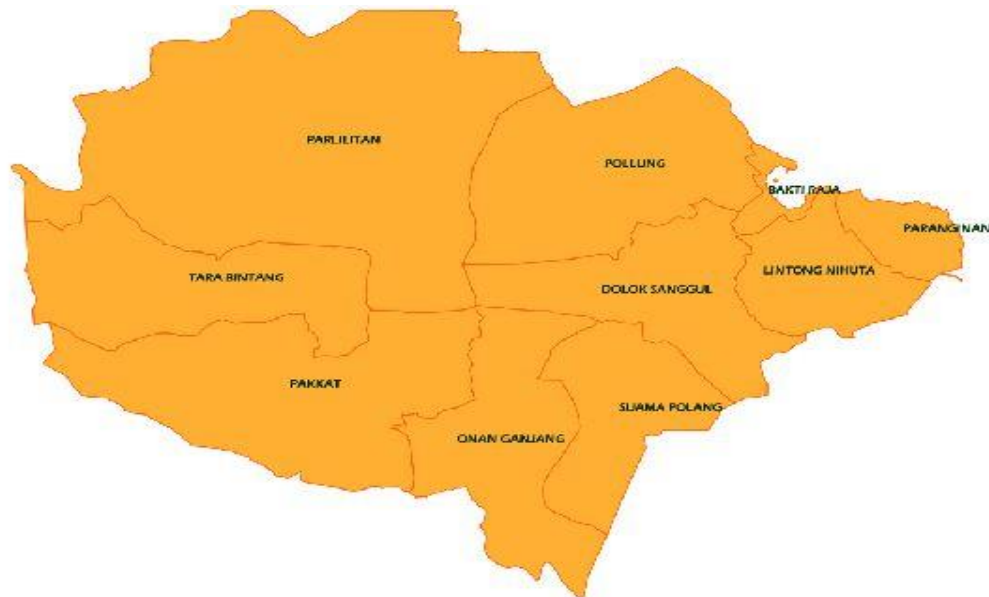 PARLILITAN
POLLUNG
BAKTI RAJA
PARANGINAN
TARA BINTANG
LINTONG NIHUTA
DOLOK SANGGUL
PAKKAT
SIJAMA POLANG
ONAN GANJANG